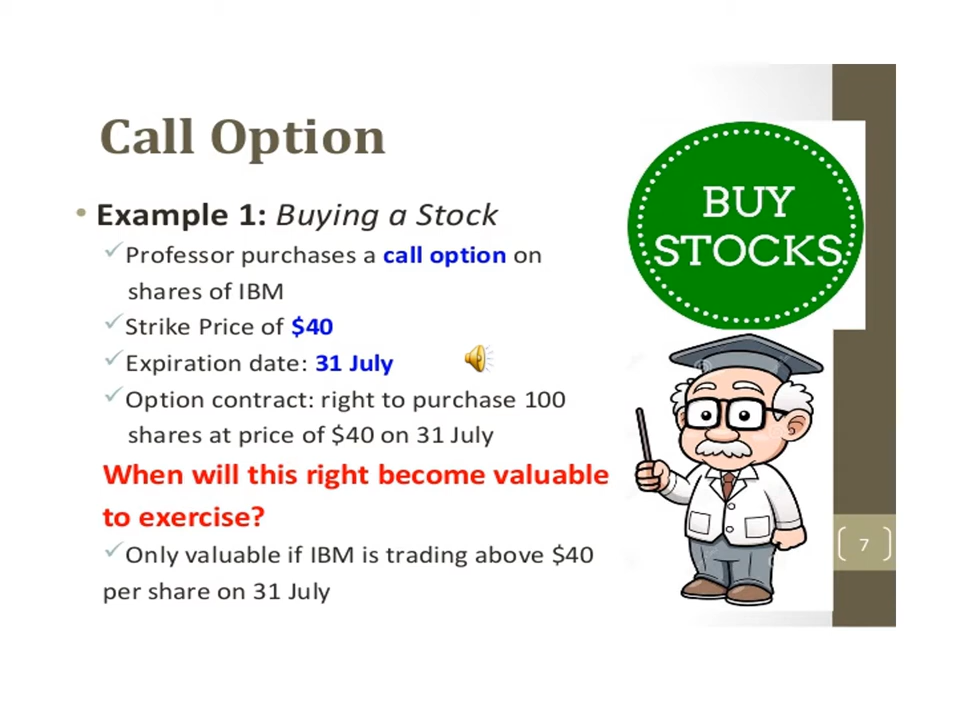 Call Option
• Example 1: Buying a Stock
✓Professor purchases a call option on
shares of IBM
✓Strike Price of $40
✓Expiration date: 31 July
✓Option contract: right to purchase 100
shares at price of $40 on 31 July
When will this right become valuable
to exercise?
✓Only valuable if IBM is trading above $40
per share on 31 July
BUY
STOCKS
7